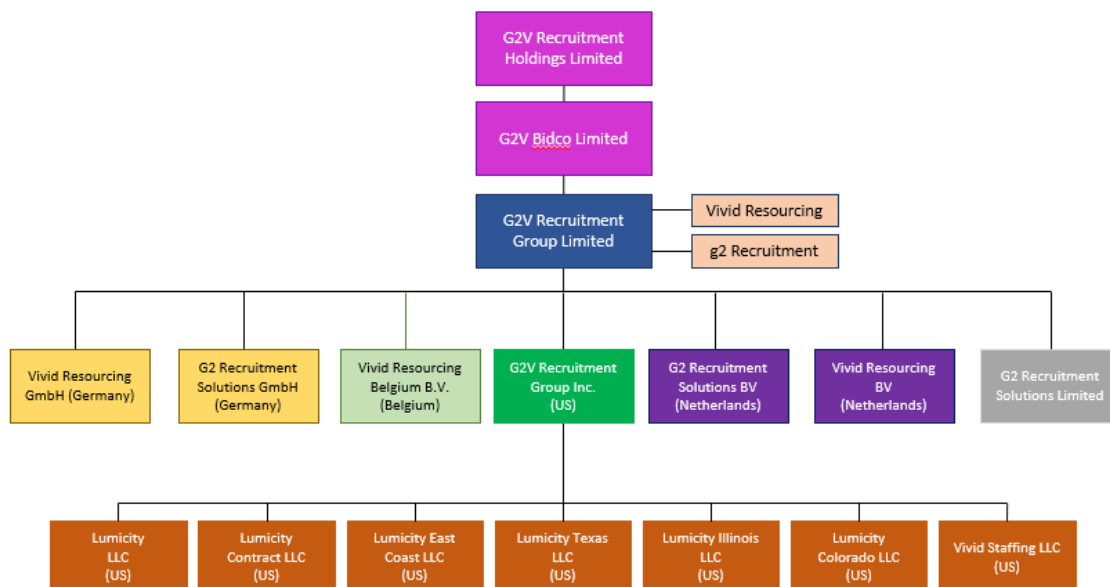 G2V Recruitment
Holdings Limited
G2V Bidco Limited
G2V Recruitment
Group Limited
Vivid Resourcing
g2 Recruitment
Vivid Resourcing
GmbH (Germany)
G2 Recruitment
Solutions GmbH
(Germany)
Vivid Resourcing
Belgium B.V.
(Belgium)
G2V Recruitment
Group Inc.
(US)
G2 Recruitment
Solutions BV
(Netherlands)
Vivid Resourcing
BV
(Netherlands)
G2 Recruitment
Solutions Limited
Lumicity
LLC
(US)
Lumicity
Contract LLC
(US)
Lumicity East
Coast LLC
(US)
Lumicity Texas
LLC
(US)
Lumicity Illinois
LLC
(US)
Lumicity
Colorado LLC
(US)
Vivid Staffing LLC
(US)